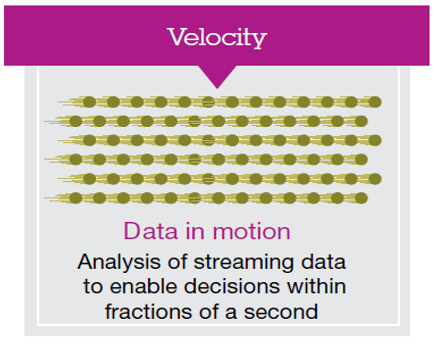 Velocity
Data in motion
Analysis of streaming data
to enable decisions within
fractions of a second